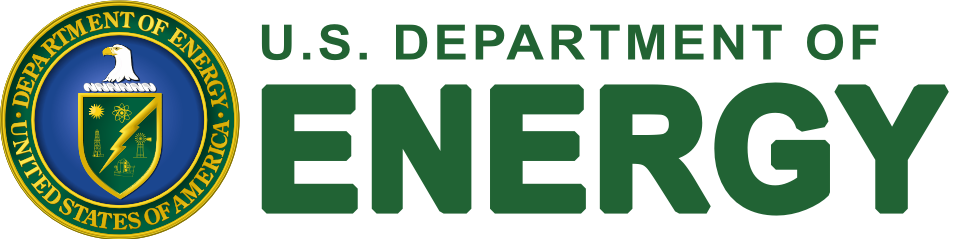 DEPARTMENT OF ENERGY
UNITED STATES OF AMERICA
U.S. DEPARTMENT OF
ENERGY